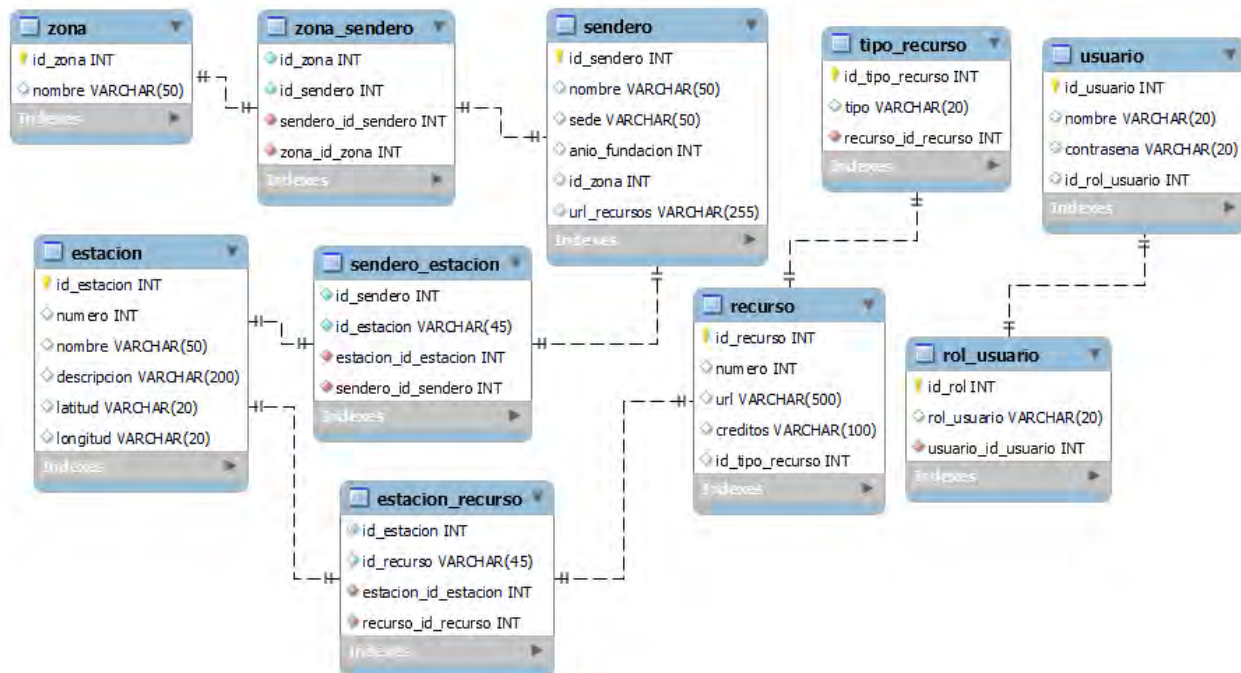 zona
id_zona INT
nombre VARCHAR(50)
Indexes
zona_sendero
id_zona INT
id_sendero INT
sendero_id_sendero INT
zona_id_zona INT
Indexes
sendero
id_sendero INT
nombre VARCHAR(50)
sede VARCHAR(50)
anio_fundacion INT
id_zona INT
url_recursos VARCHAR(255)
Indexes
tipo_recurso
id_tipo_recurso INT
tipo VARCHAR(20)
recurso_id_recurso INT
Indexes
usuario
id_usuario INT
nombre VARCHAR(20)
contrasena VARCHAR(20)
id_rol_usuario INT
Indexes
estacion
id_estacion INT
numero INT
nombre VARCHAR(50)
descripcion VARCHAR(200)
latitud VARCHAR(20)
longitud VARCHAR(20)
Indexes
sendero_estacion
id_sendero INT
id_estacion VARCHAR(45)
estacion_id_estacion INT
sendero_id_sendero INT
Indexes
recurso
id_recurso INT
numero INT
url VARCHAR(500)
creditos VARCHAR(100)
id_tipo_recurso INT
Indexes
rol_usuario
id_rol INT
rol_usuario VARCHAR(20)
usuario_id_usuario INT
Indexes
estacion_recurso
id_estacion INT
id_recurso VARCHAR(45)
estacion_id_estacion INT
recurso_id_recurso INT
Indexes